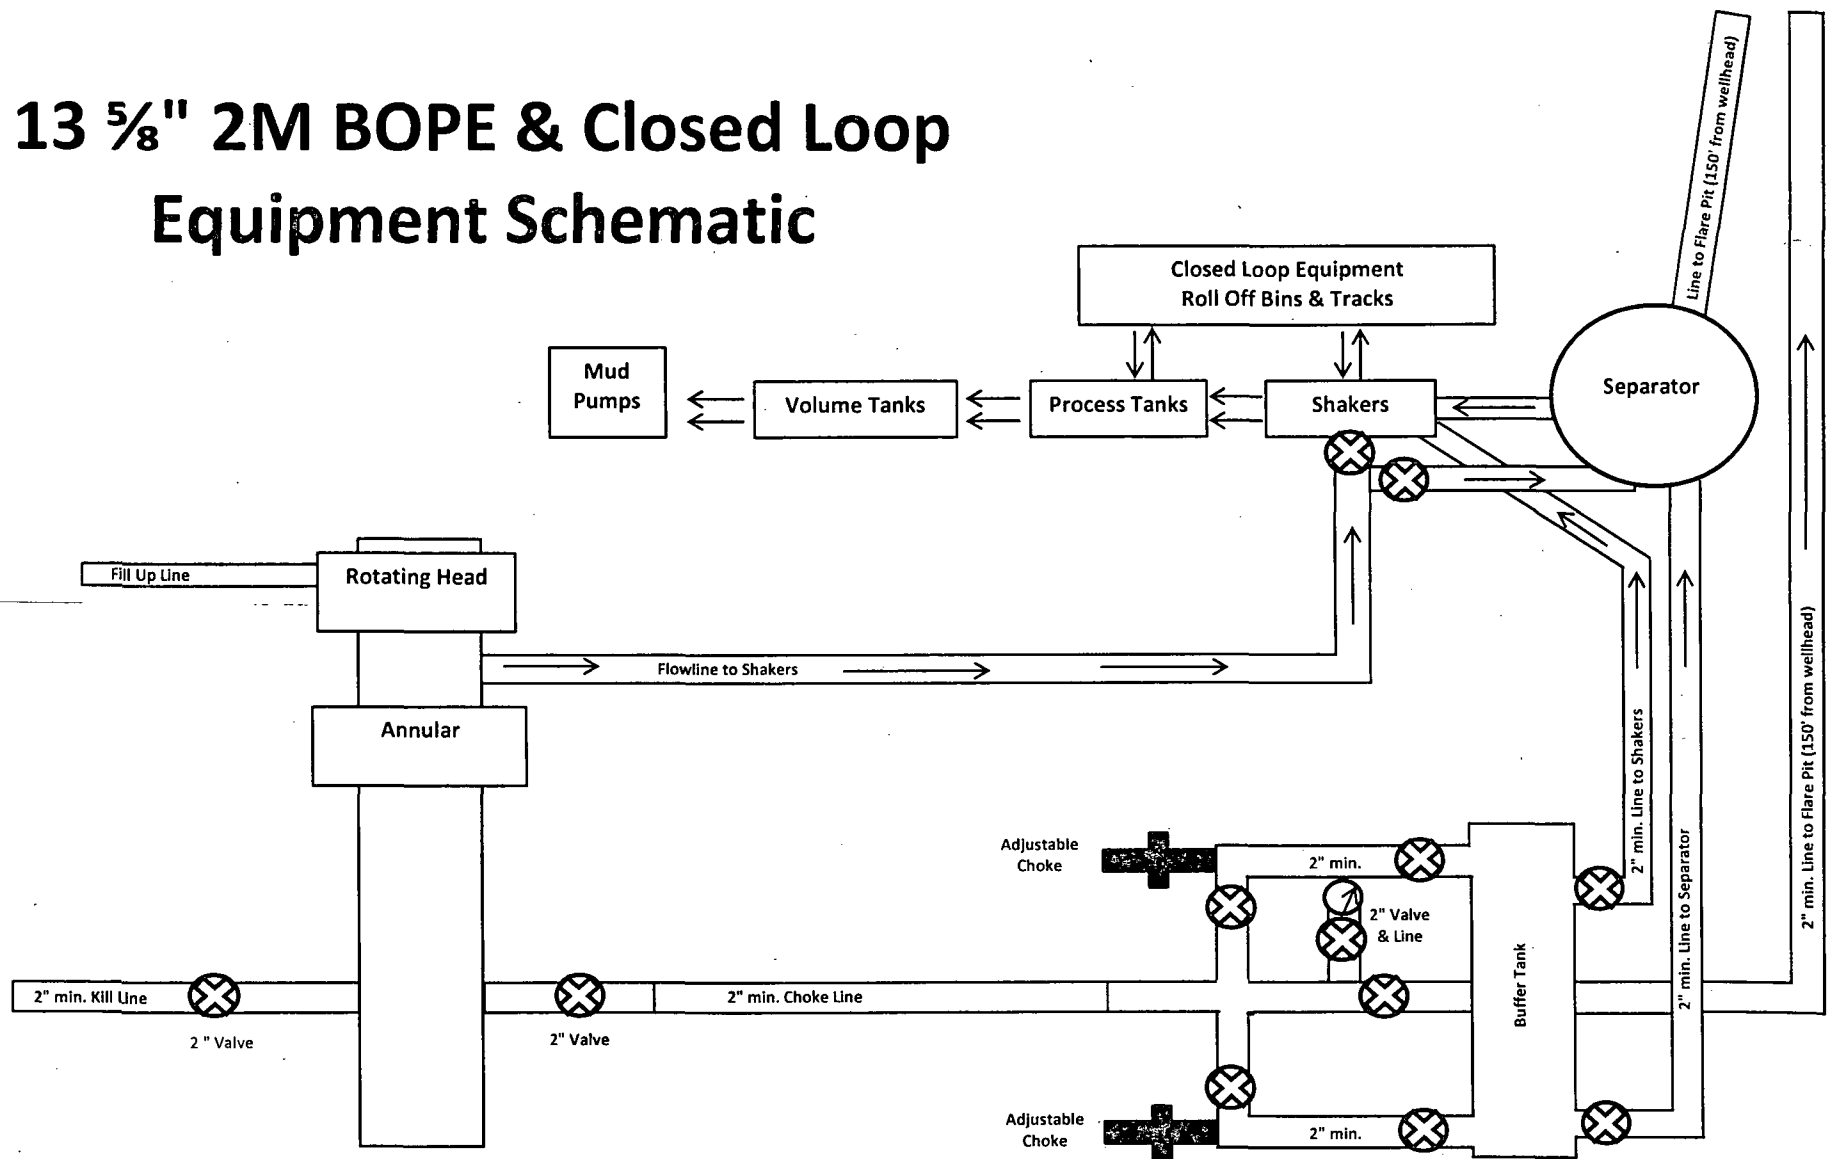 13 ⅝" 2M BOPE & Closed Loop
Equipment Schematic
Line to Flare Pit (150' from wellhead)
Closed Loop Equipment
Roll Off Bins & Tracks
Mud
Pumps
Volume Tanks
Process Tanks
Shakers
Separator
Fill Up Line
Rotating Head
Flowline to Shakers
Annular
2" min. Line to Shakers
2" min. Line to Separator
2" min. Line to Flare Pit (150' from wellhead)
Adjustable
Choke
2" min.
2" Valve
& Line
Buffer Tank
2" min. Kill Line
2" min. Choke Line
2 " Valve
2" Valve
Adjustable
Choke
2" min.